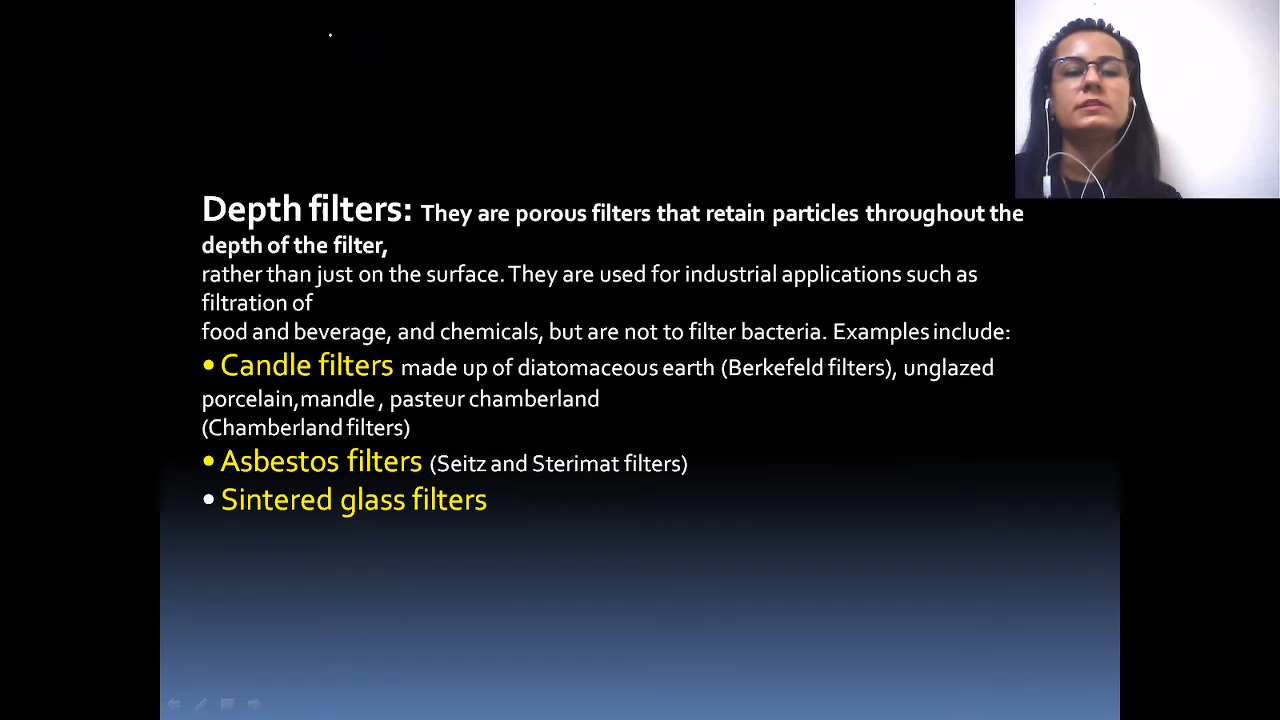 Depth filters: They are porous filters that retain particles throughout the
depth of the filter,
rather than just on the surface. They are used for industrial applications such as
filtration of
food and beverage, and chemicals, but are not to filter bacteria. Examples include:
• Candle filters made up of diatomaceous earth (Berkefeld filters), unglazed
porcelain,mandle , pasteur chamberland
(Chamberland filters)
• Asbestos filters (Seitz and Sterimat filters)
• Sintered glass filters